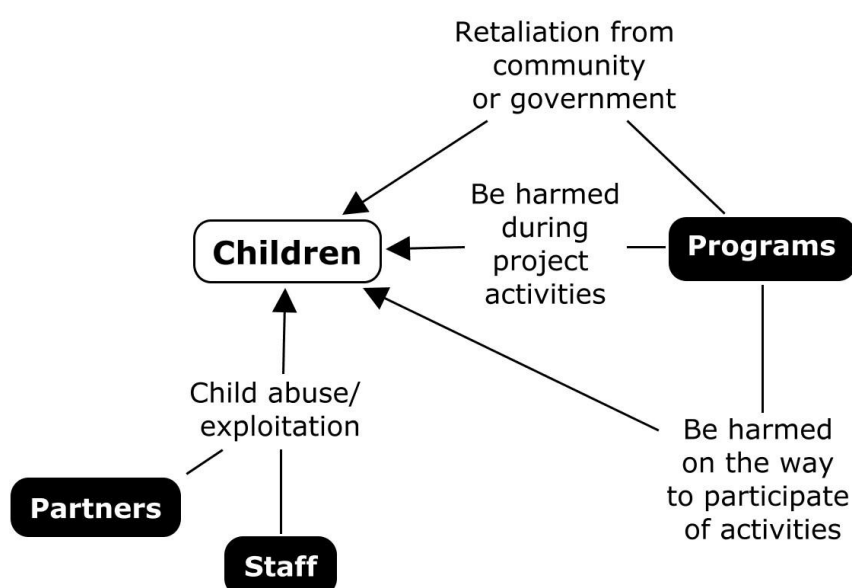 Retaliation from
community
or government
Be harmed
during
project
activities
Children
Programs
Child abuse/
exploitation
Be harmed
on the way
to participate
of activities
Partners
Staff